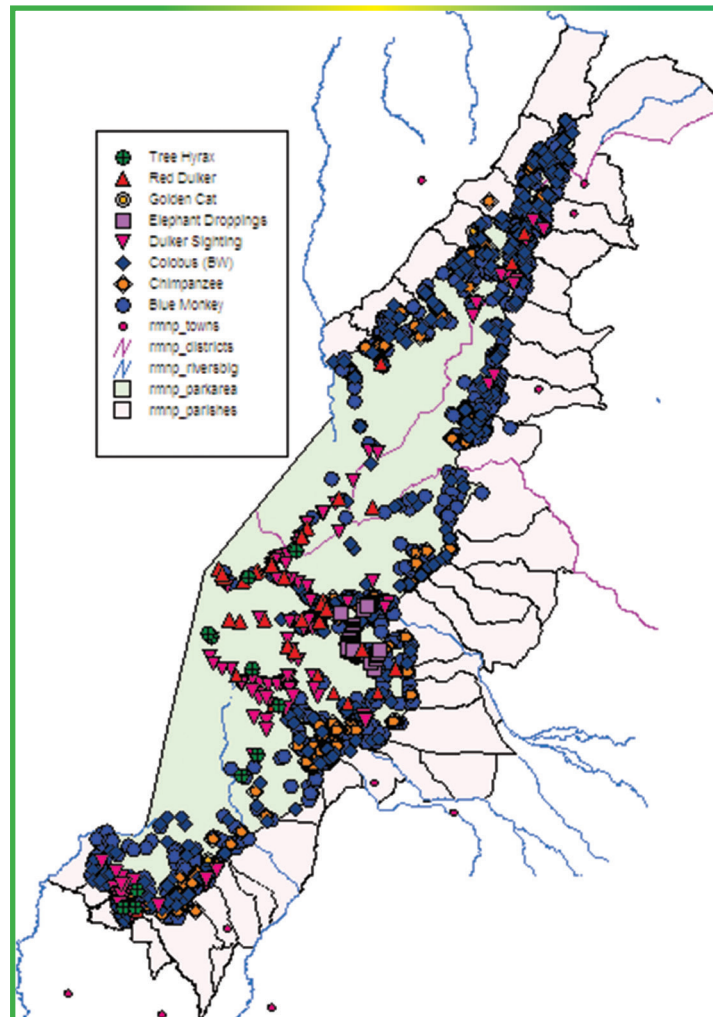 Tree Hyrax
Red Duiker
Golden Cat
Elephant Droppings
Duiker Sighting
Colobus (BW)
Chimpanzee
Blue Monkey
rmnp_towns
rmnp_districts
rmnp_riversbig
rmnp_parkarea
rmnp_parishes